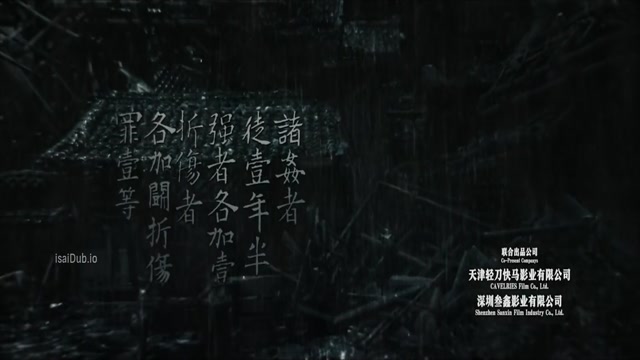 諸姦者
徒壹年半
强者各加壹
折傷者
各加鬭折傷
罪壹等
isaiDub.io
联合出品公司
Co-Present Companys
天津轻刀快马影业有限公司
CAVELRIES Film Co., Ltd.
深圳叁鑫影业有限公司
Shenzhen Sanxin Film Industry Co., Ltd.